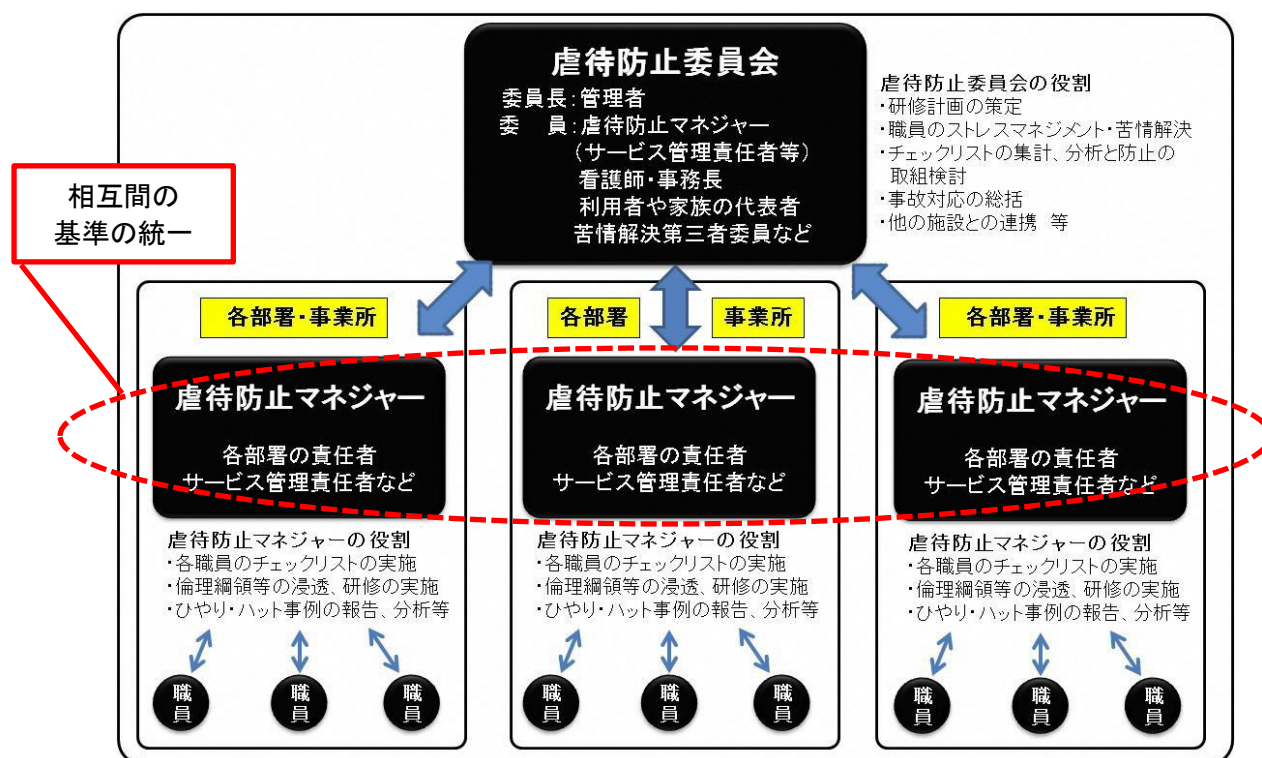 虐待防止委員会
委員長:管理者
委　員:虐待防止マネジャー
(サービス管理責任者等)
看護師・事務長
利用者や家族の代表者
苦情解決第三者委員など
虐待防止委員会の役割
・研修計画の策定
・職員のストレスマネジメント・苦情解決
・チェックリストの集計、分析と防止の
取組検討
・事故対応の総括
・他の施設との連携 等
相互間の
基準の統一
各部署・事業所
虐待防止マネジャー
各部署の責任者
サービス管理責任者など
虐待防止マネジャーの役割
・各職員のチェックリストの実施
・倫理綱領等の浸透、研修の実施
・ひやり・ハット事例の報告、分析等
職員
職員
職員
各部署
事業所
虐待防止マネジャー
各部署の責任者
サービス管理責任者など
虐待防止マネジャーの役割
・各職員のチェックリストの実施
・倫理綱領等の浸透、研修の実施
・ひやり・ハット事例の報告、分析等
職員
職員
職員
各部署・事業所
虐待防止マネジャー
各部署の責任者
サービス管理責任者など
虐待防止マネジャーの役割
・各職員のチェックリストの実施
・倫理綱領等の浸透、研修の実施
・ひやり・ハット事例の報告、分析等
職員
職員
職員